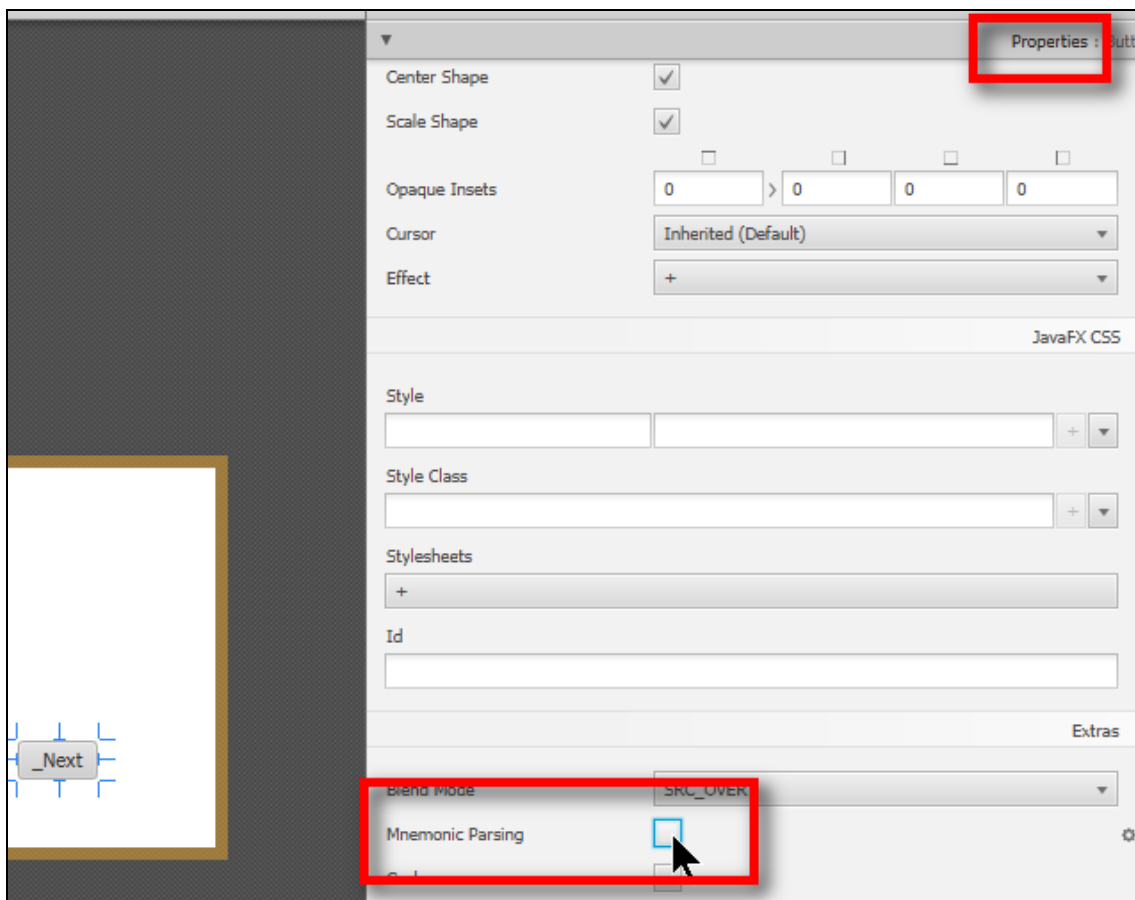 Properties : Butt
Center Shape
Scale Shape
Opaque Insets 0 0 0 0
Cursor Inherited (Default)
Effect +
JavaFX CSS
Style
+
Style Class
+
Stylesheets
+
Id
_Next
Extras
Blend Mode SRC_OVER
Mnemonic Parsing